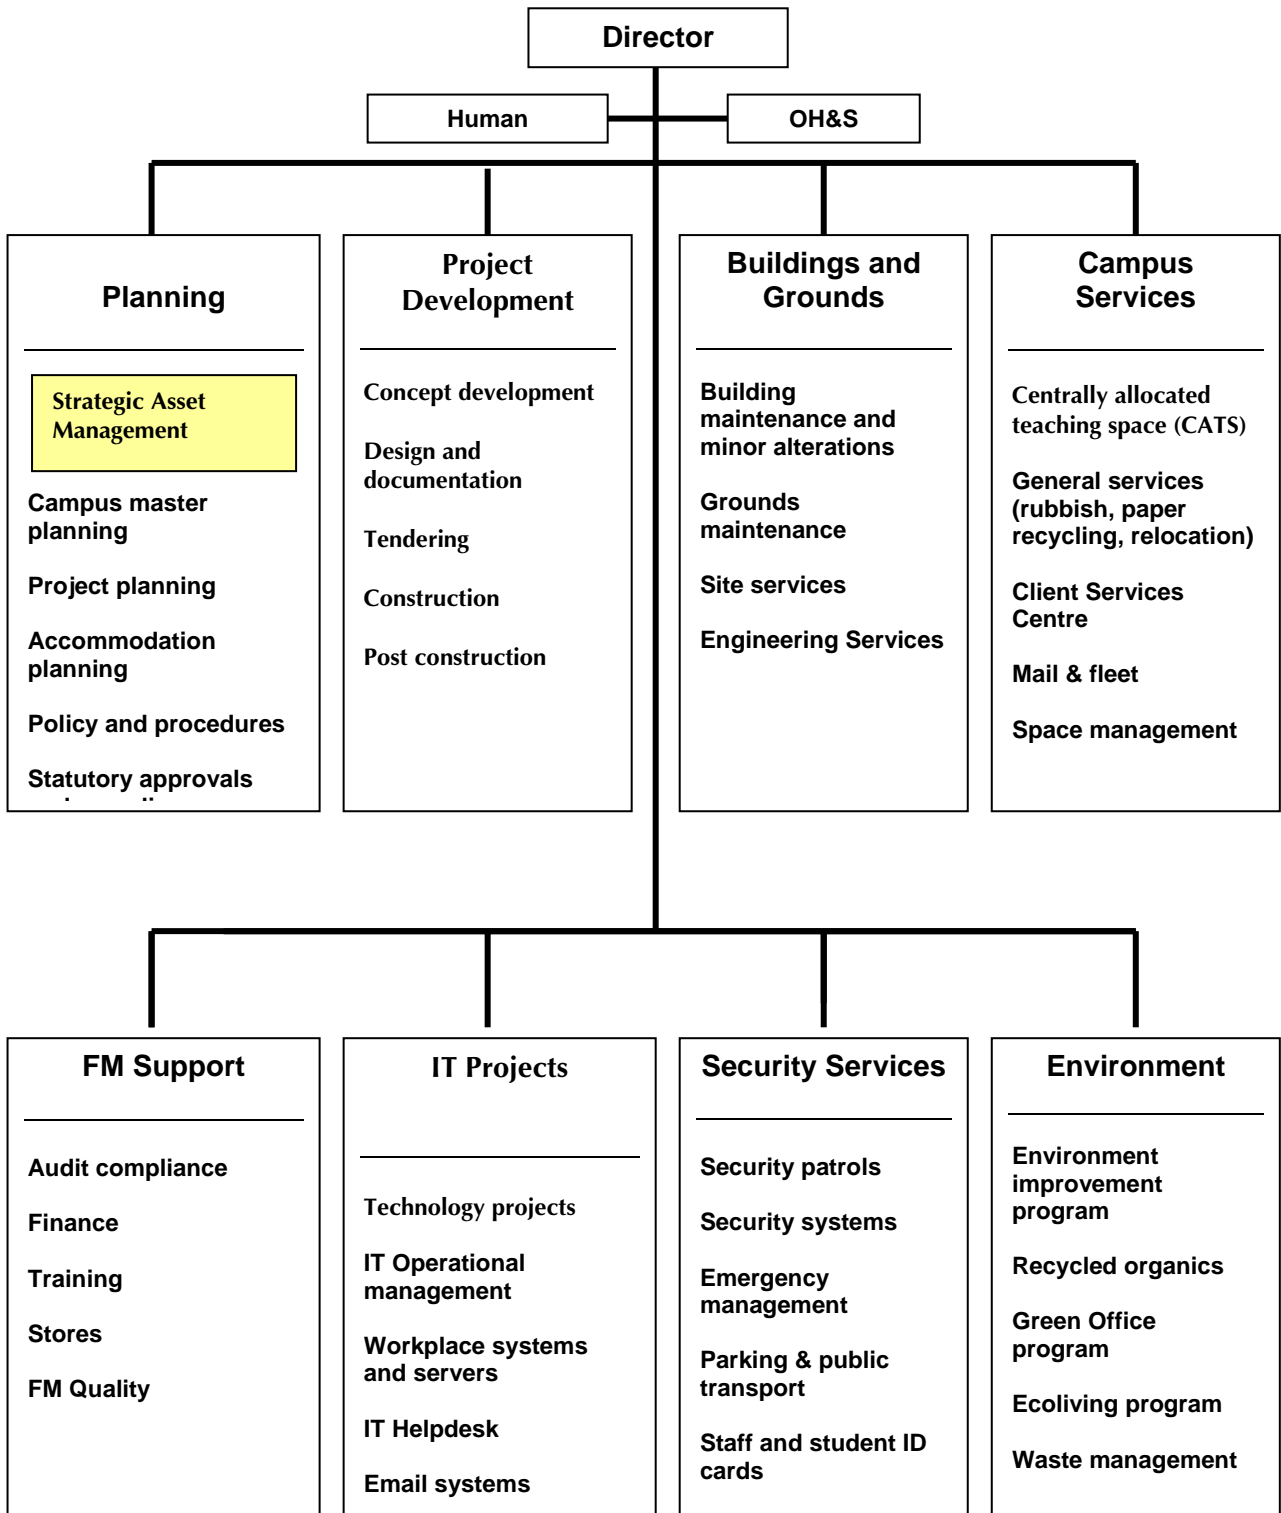 Director
Human
OH&S
Planning
Strategic Asset
Management
Campus master
planning
Project planning
Accommodation
planning
Policy and procedures
Statutory approvals
Project
Development
Concept development
Design and
documentation
Tendering
Construction
Post construction
Buildings and
Grounds
Building
maintenance and
minor alterations
Grounds
maintenance
Site services
Engineering Services
Campus
Services
Centrally allocated
teaching space (CATS)
General services
(rubbish, paper
recycling, relocation)
Client Services
Centre
Mail & fleet
Space management
FM Support
Audit compliance
Finance
Training
Stores
FM Quality
IT Projects
Technology projects
IT Operational
management
Workplace systems
and servers
IT Helpdesk
Email systems
Security Services
Security patrols
Security systems
Emergency
management
Parking & public
transport
Staff and student ID
cards
Environment
Environment
improvement
program
Recycled organics
Green Office
program
Ecoliving program
Waste management